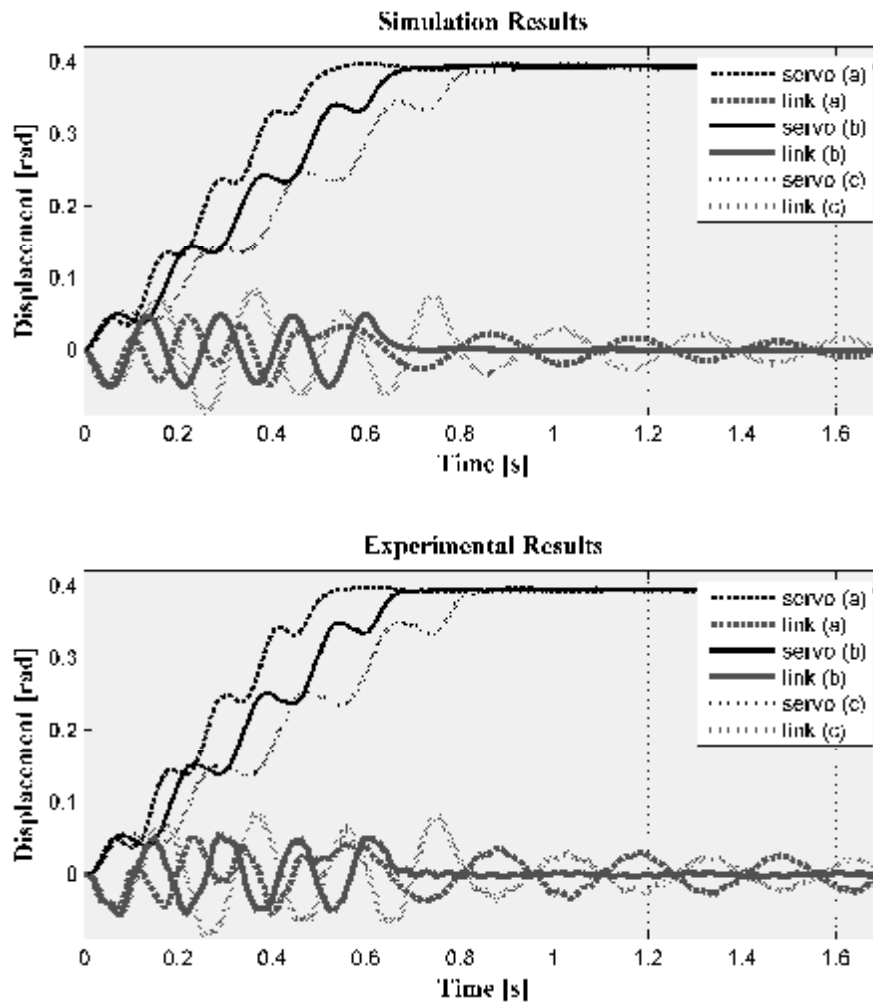 Simulation Results
Displacement [rad]
0.4
0.3
0.2
0.1
0
servo (a)
link (a)
servo (b)
link (b)
servo (c)
link (c)
0 0.2 0.4 0.6 0.8 1 1.2 1.4 1.6
Time [s]
Experimental Results
Displacement [rad]
0.4
0.3
0.2
0.1
0
servo (a)
link (a)
servo (b)
link (b)
servo (c)
link (c)
0 0.2 0.4 0.6 0.8 1 1.2 1.4 1.6
Time [s]